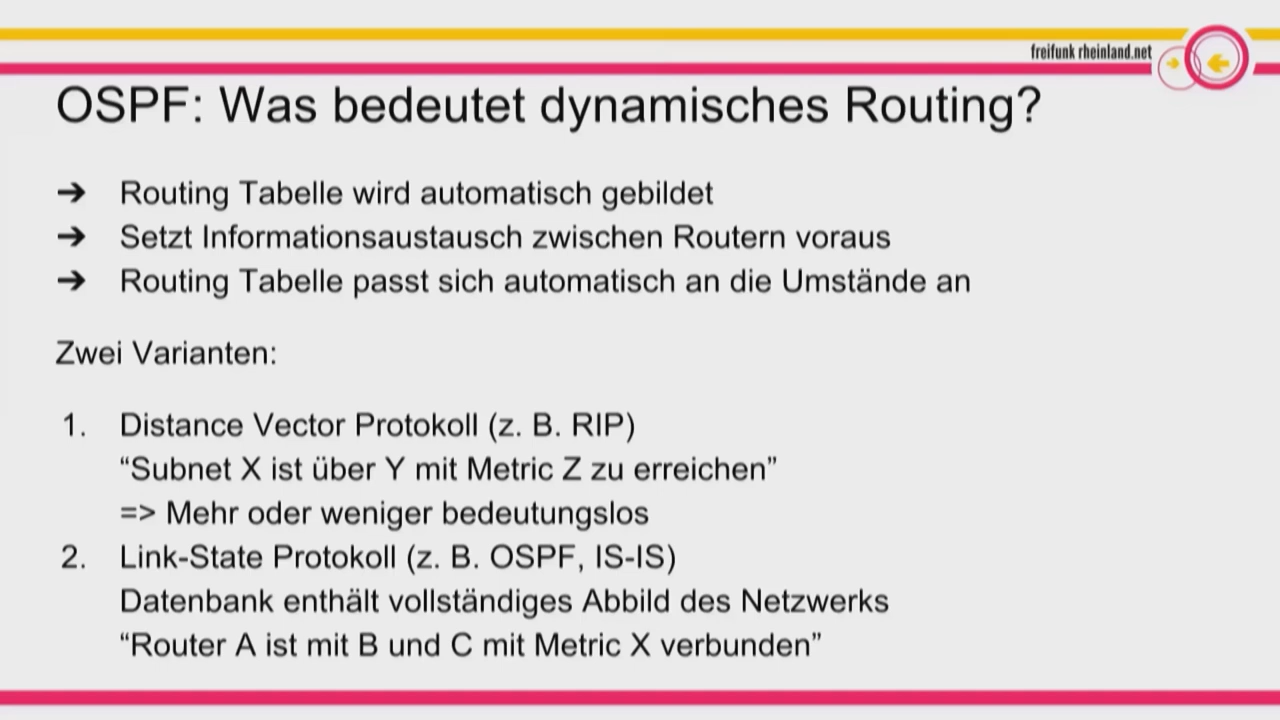 freifunk rheinland.net
OSPF: Was bedeutet dynamisches Routing?
➔ Routing Tabelle wird automatisch gebildet
➔ Setzt Informationsaustausch zwischen Routern voraus
➔ Routing Tabelle passt sich automatisch an die Umstände an
Zwei Varianten:
1. Distance Vector Protokoll (z. B. RIP)
“Subnet X ist über Y mit Metric Z zu erreichen”
=> Mehr oder weniger bedeutungslos
2. Link-State Protokoll (z. B. OSPF, IS-IS)
Datenbank enthält vollständiges Abbild des Netzwerks
“Router A ist mit B und C mit Metric X verbunden”